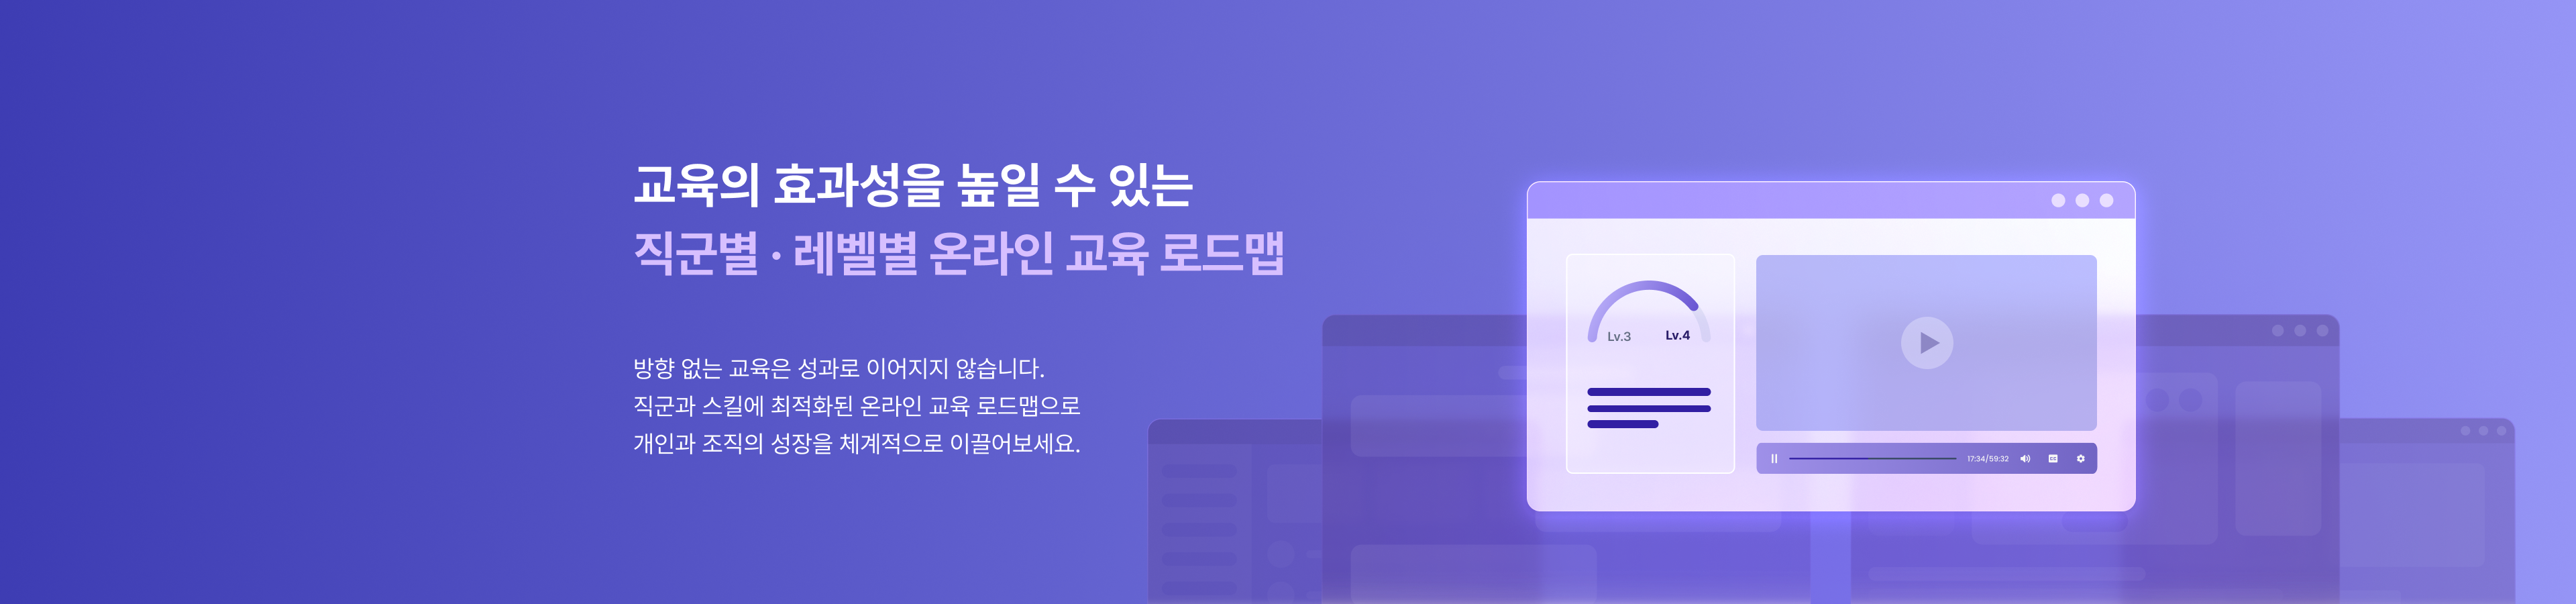 교육의 효과성을 높일 수 있는
직군별 · 레벨별 온라인 교육 로드맵
방향 없는 교육은 성과로 이어지지 않습니다.
직군과 스킬에 최적화된 온라인 교육 로드맵으로
개인과 조직의 성장을 체계적으로 이끌어보세요.
Lv.3 Lv.4
17:34/59:32